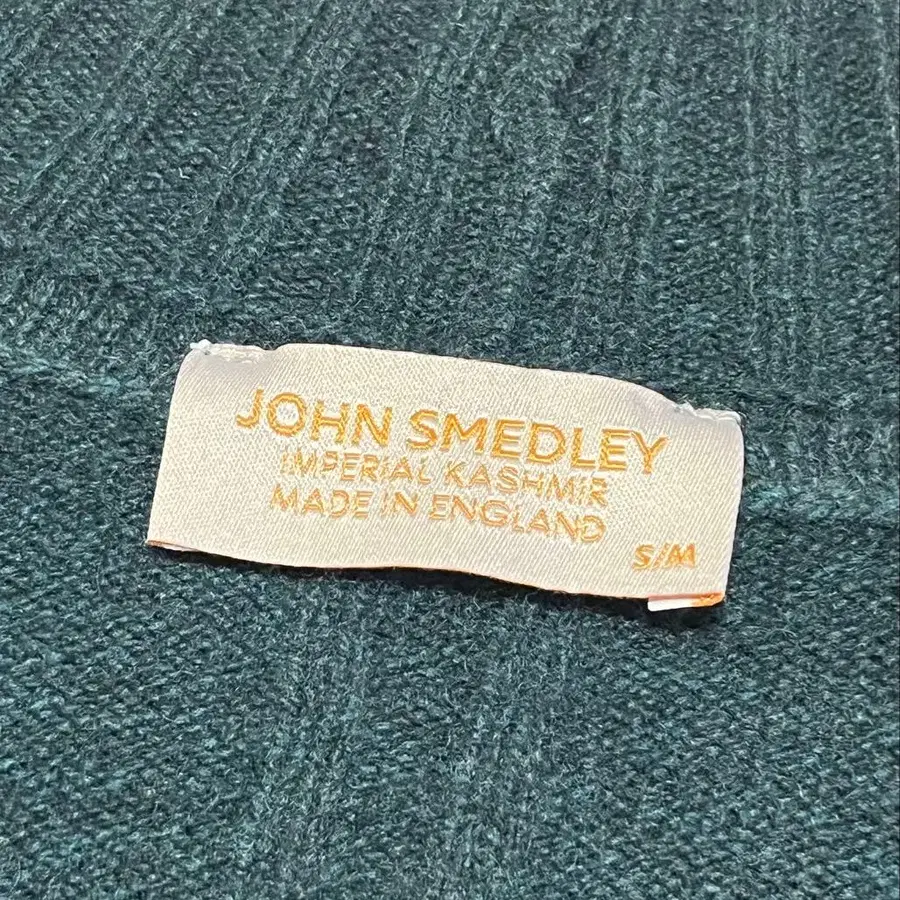 JOHN SMEDLEY
IMPERIAL KASHMIR
MADE IN ENGLAND
S/M